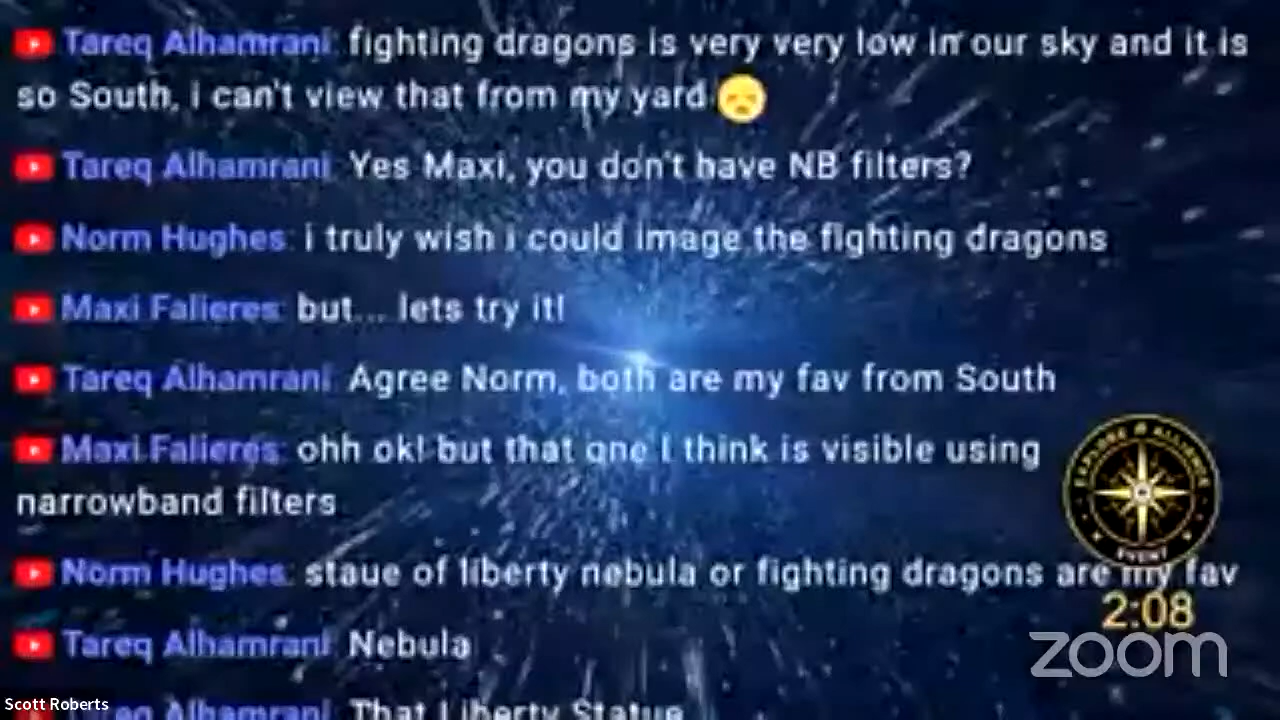 Tareq Alhamrani: fighting dragons is very very low in our sky and it is
so South, i can't view that from my yard
Tareq Alhamrani: Yes Maxi, you don't have NB filters?
Norm Hughes: i truly wish i could image the fighting dragons
Maxi Falieres: but... lets try it!
Tareq Alhamrani: Agree Norm, both are my fav from South
Maxi Falieres: ohh ok! but that one I think is visible using
narrowband filters
Norm Hughes: staue of liberty nebula or fighting dragons are my fav
Tareq Alhamrani: Nebula
That Liberty Statue
EXPLORE ALLIANCE
EVENT
2:08
zoom
Scott Roberts